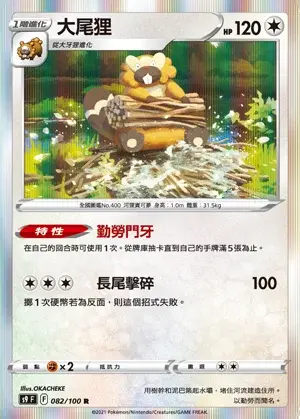 1階進化 大尾狸 HP 120
從大牙狸進化
全國圖鑑No.400 河狸寶可夢 身高：1.0m 體重：31.5kg
特性 勤勞門牙
在自己的回合時可使用1次。從牌庫抽卡直到自己的手牌滿5張為止。
長尾擊碎 100
擲1次硬幣若為反面，則這個招式失敗。
弱點 ×2 抵抗力 撤退
Illus.OKACHEKE
S9 F F 082/100 R
用樹幹和泥巴築起水壩、堵住河流的住家。
以勤勞而聞名。
©2021 Pokémon/Nintendo/Creatures/GAME FREAK.